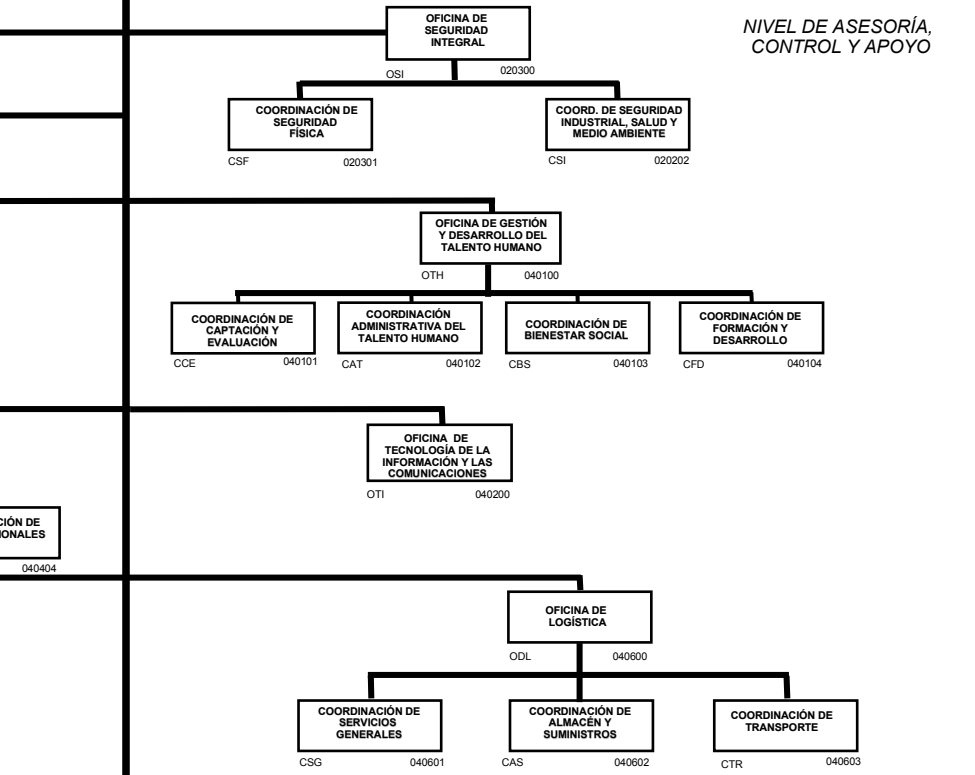 OFICINA DE
SEGURIDAD
INTEGRAL
OSI 020300
NIVEL DE ASESORÍA,
CONTROL Y APOYO
COORDINACIÓN DE
SEGURIDAD
FÍSICA
CSF 020301
COORD. DE SEGURIDAD
INDUSTRIAL, SALUD Y
MEDIO AMBIENTE
CSI 020202
OFICINA DE GESTIÓN
Y DESARROLLO DEL
TALENTO HUMANO
OTH 040100
COORDINACIÓN DE
CAPTACIÓN Y
EVALUACIÓN
CCE 040101
COORDINACIÓN
ADMINISTRATIVA DEL
TALENTO HUMANO
CAT 040102
COORDINACIÓN DE
BIENESTAR SOCIAL
CBS 040103
COORDINACIÓN DE
FORMACIÓN Y
DESARROLLO
CFD 040104
OFICINA DE
TECNOLOGÍA DE LA
INFORMACIÓN Y LAS
COMUNICACIONES
OTI 040200
CIÓN DE
IONALES
040404
OFICINA DE
LOGÍSTICA
ODL 040600
COORDINACIÓN DE
SERVICIOS
GENERALES
CSG 040601
COORDINACIÓN DE
ALMACÉN Y
SUMINISTROS
CAS 040602
COORDINACIÓN DE
TRANSPORTE
CTR 040603